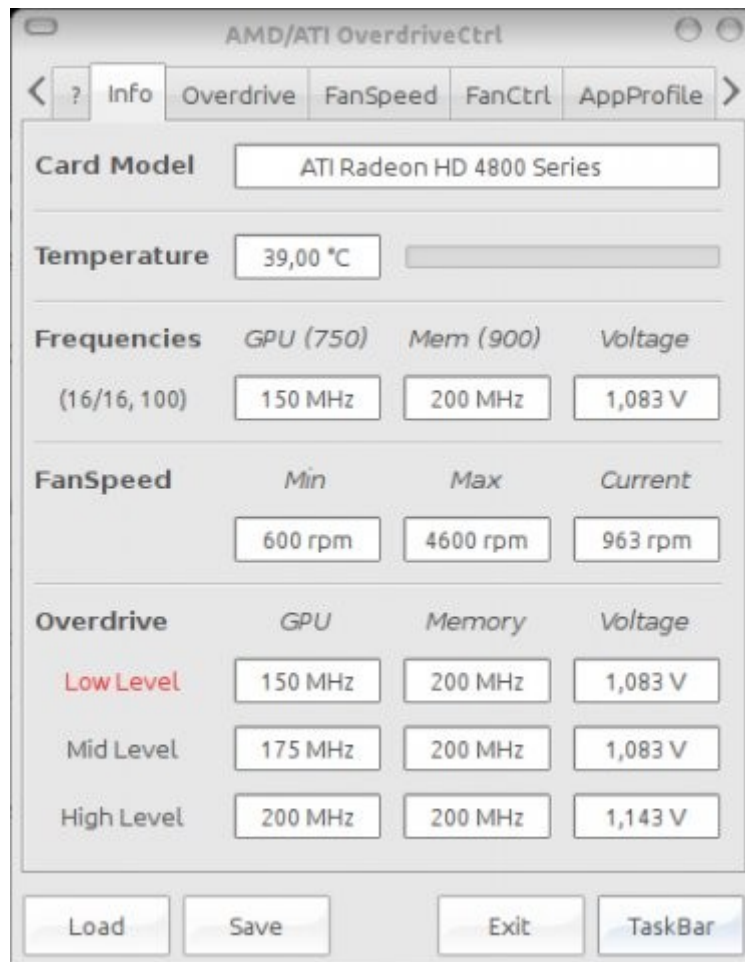 AMD/ATI OverdriveCtrl
? Info Overdrive FanSpeed FanCtrl AppProfile
Card Model ATI Radeon HD 4800 Series
Temperature 39,00 °C
Frequencies GPU (750) Mem (900) Voltage
(16/16, 100) 150 MHz 200 MHz 1,083 V
FanSpeed Min Max Current
600 rpm 4600 rpm 963 rpm
Overdrive GPU Memory Voltage
Low Level 150 MHz 200 MHz 1,083 V
Mid Level 175 MHz 200 MHz 1,083 V
High Level 200 MHz 200 MHz 1,143 V
Load Save Exit TaskBar